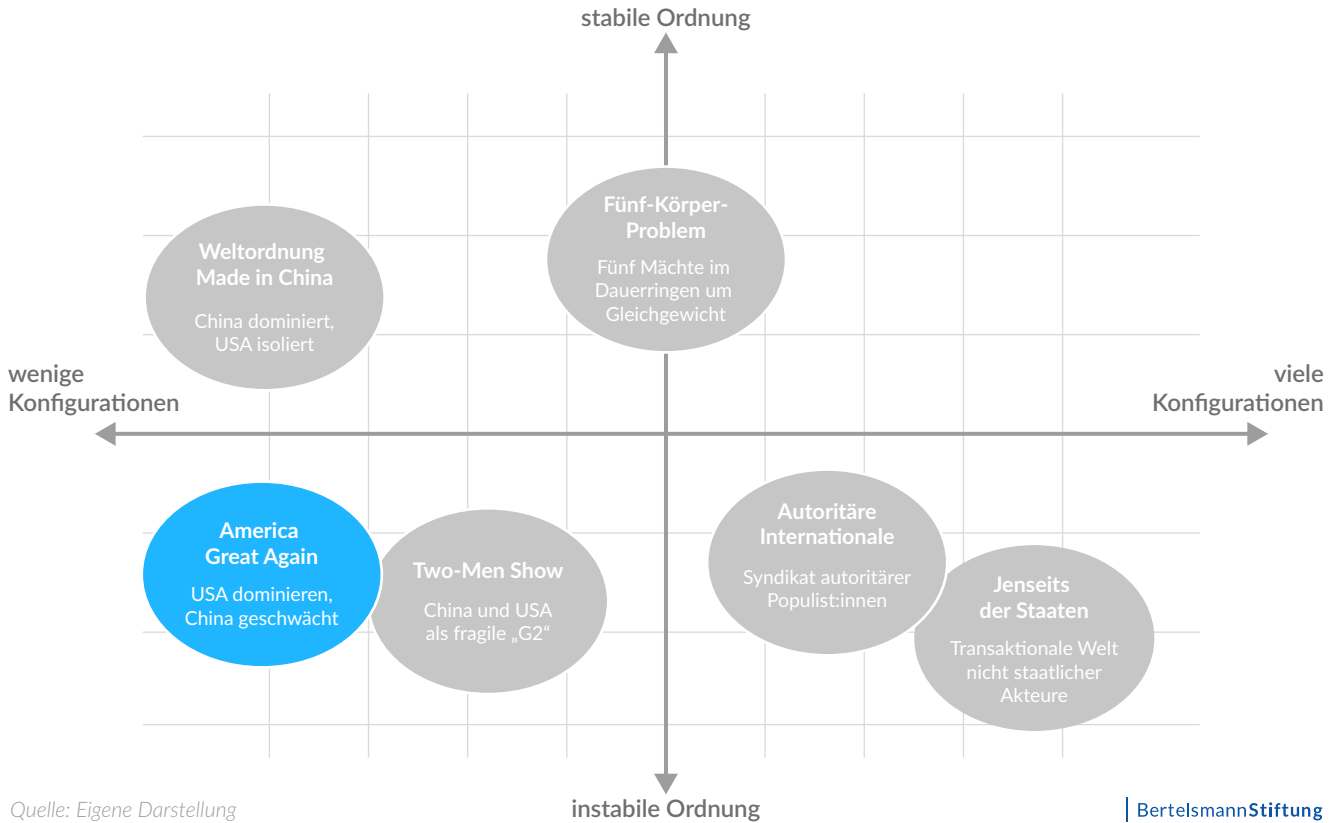 stabile Ordnung
Fünf-Körper-
Problem
Fünf Mächte im
Dauerringen um
Gleichgewicht
Weltordnung
Made in China
China dominiert,
USA isoliert
wenige
Konfigurationen
viele
Konfigurationen
America
Great Again
USA dominieren,
China geschwächt
Two-Men Show
China und USA
als fragile „G2“
Autoritäre
Internationale
Syndikat autoritärer
Populist:innen
Jenseits
der Staaten
Transaktionale Welt
nicht staatlicher
Akteure
instabile Ordnung
Quelle: Eigene Darstellung
BertelsmannStiftung